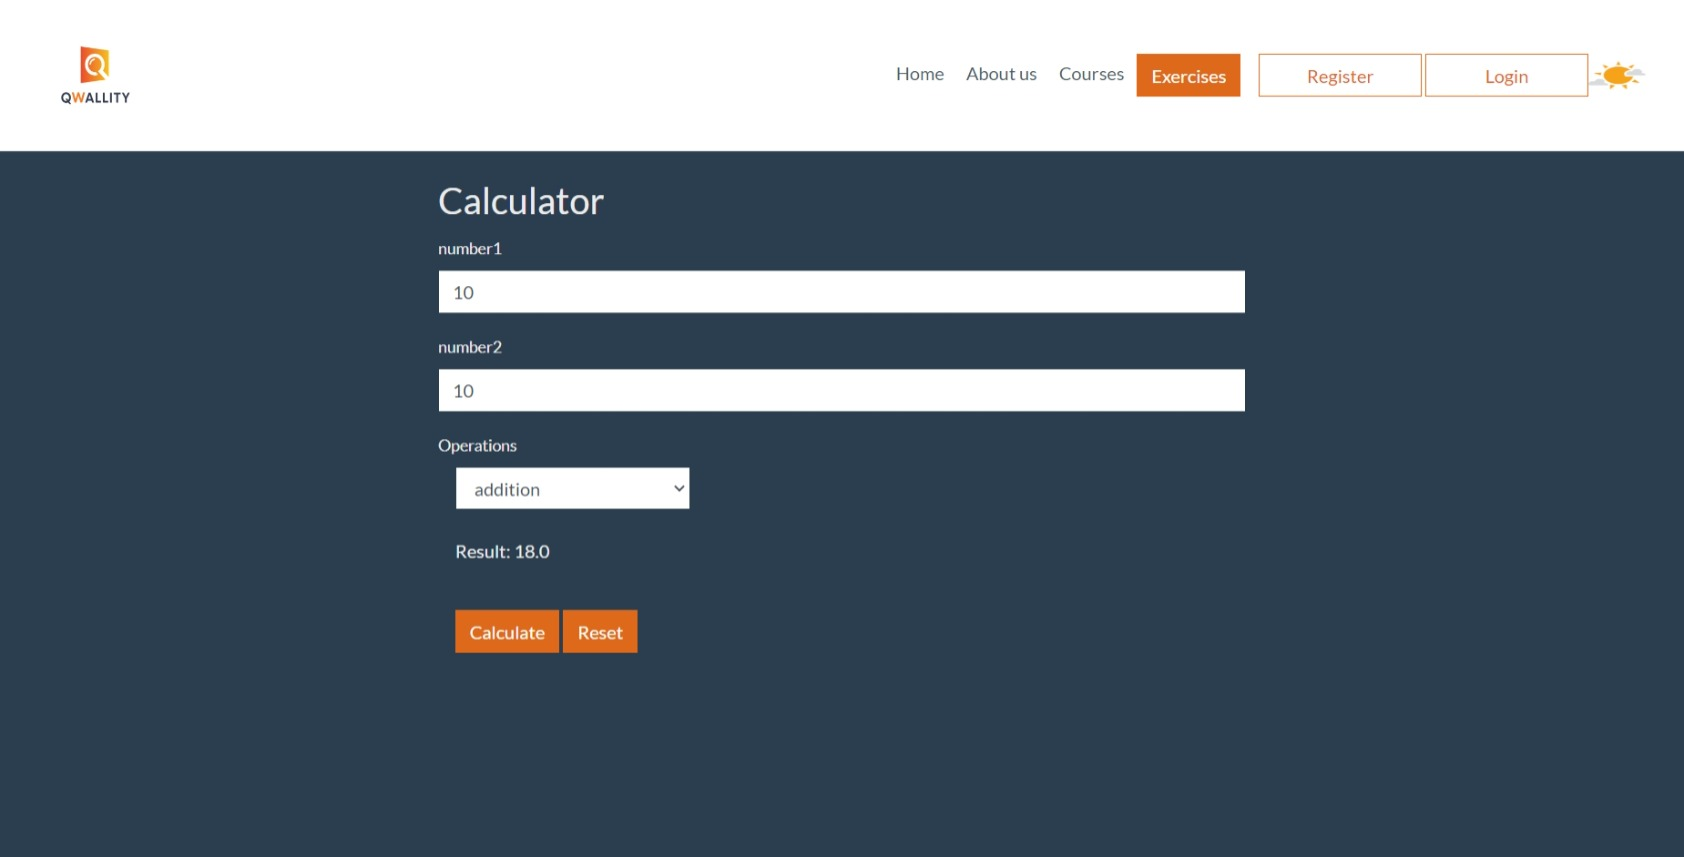 QWALLITY
Home About us Courses Exercises Register Login
Calculator
number1
10
number2
10
Operations
addition
Result: 18.0
Calculate Reset